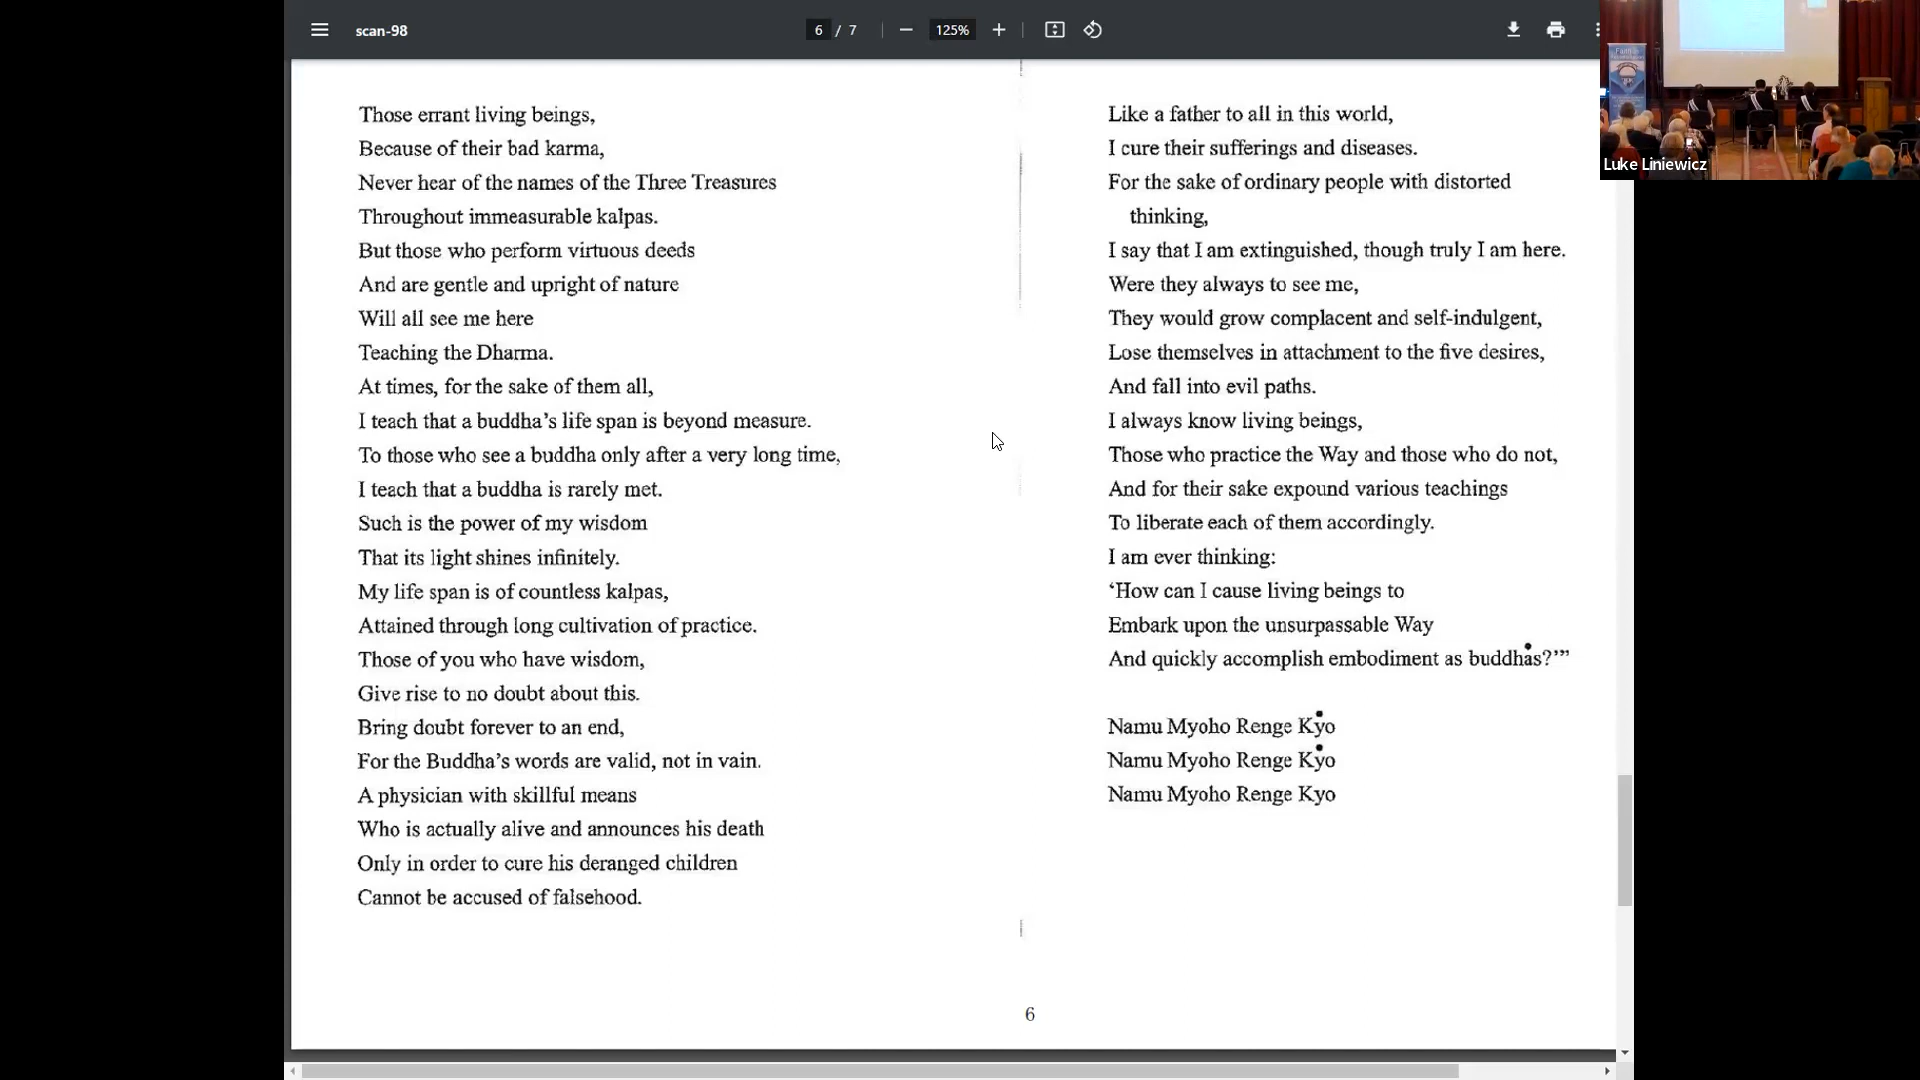 scan-98
6 / 7
125%
Those errant living beings,
Because of their bad karma,
Never hear of the names of the Three Treasures
Throughout immeasurable kalpas.
But those who perform virtuous deeds
And are gentle and upright of nature
Will all see me here
Teaching the Dharma.
At times, for the sake of them all,
I teach that a buddha’s life span is beyond measure.
To those who see a buddha only after a very long time,
I teach that a buddha is rarely met.
Such is the power of my wisdom
That its light shines infinitely.
My life span is of countless kalpas,
Attained through long cultivation of practice.
Those of you who have wisdom,
Give rise to no doubt about this.
Bring doubt forever to an end,
For the Buddha’s words are valid, not in vain.
A physician with skillful means
Who is actually alive and announces his death
Only in order to cure his deranged children
Cannot be accused of falsehood.
Like a father to all in this world,
I cure their sufferings and diseases.
For the sake of ordinary people with distorted
thinking,
I say that I am extinguished, though truly I am here.
Were they always to see me,
They would grow complacent and self-indulgent,
Lose themselves in attachment to the five desires,
And fall into evil paths.
I always know living beings,
Those who practice the Way and those who do not,
And for their sake expound various teachings
To liberate each of them accordingly.
I am ever thinking:
‘How can I cause living beings to
Embark upon the unsurpassable Way
And quickly accomplish embodiment as buddhas?’”
Namu Myoho Renge Kyo
Namu Myoho Renge Kyo
Namu Myoho Renge Kyo
6
Luke Liniewicz